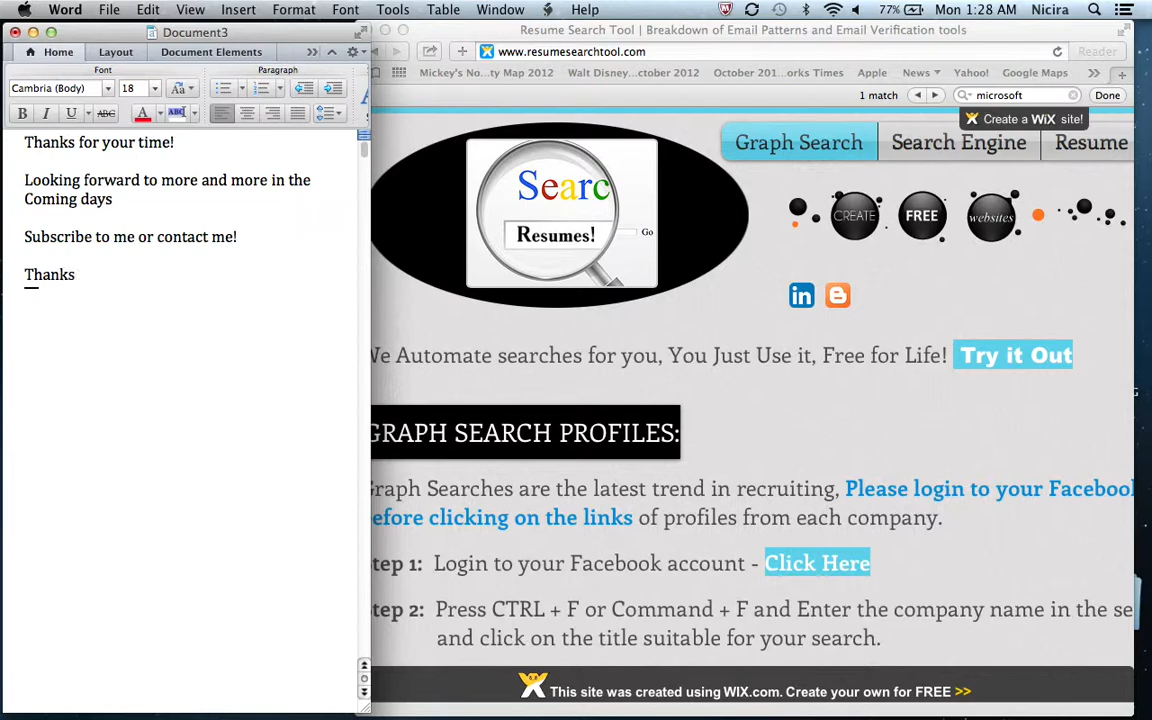 Word File Edit View Insert Format Font Tools Table Window Help 77% Mon 1:28 AM Nicira
Document3
Home Layout Document Elements
Font Paragraph
Cambria (Body) 18 Aa
B I U ABC A ABC
Thanks for your time!
Looking forward to more and more in the
Coming days
Subscribe to me or contact me!
Thanks
Resume Search Tool | Breakdown of Email Patterns and Email Verification tools
www.resumesearchtool.com Reader
Mickey's No...ty Map 2012 Walt Disney...ctober 2012 October 201...orks Times Apple News Yahoo! Google Maps
1 match microsoft Done
Create a WiX site!
Graph Search Search Engine Resume
Searc
Resumes! Go
CREATE FREE websites
in
We Automate searches for you, You Just Use it, Free for Life! Try it Out
GRAPH SEARCH PROFILES:
Graph Searches are the latest trend in recruiting, Please login to your Facebook
before clicking on the links of profiles from each company.
Step 1: Login to your Facebook account - Click Here
Step 2: Press CTRL + F or Command + F and Enter the company name in the se
and click on the title suitable for your search.
This site was created using WIX.com. Create your own for FREE >>